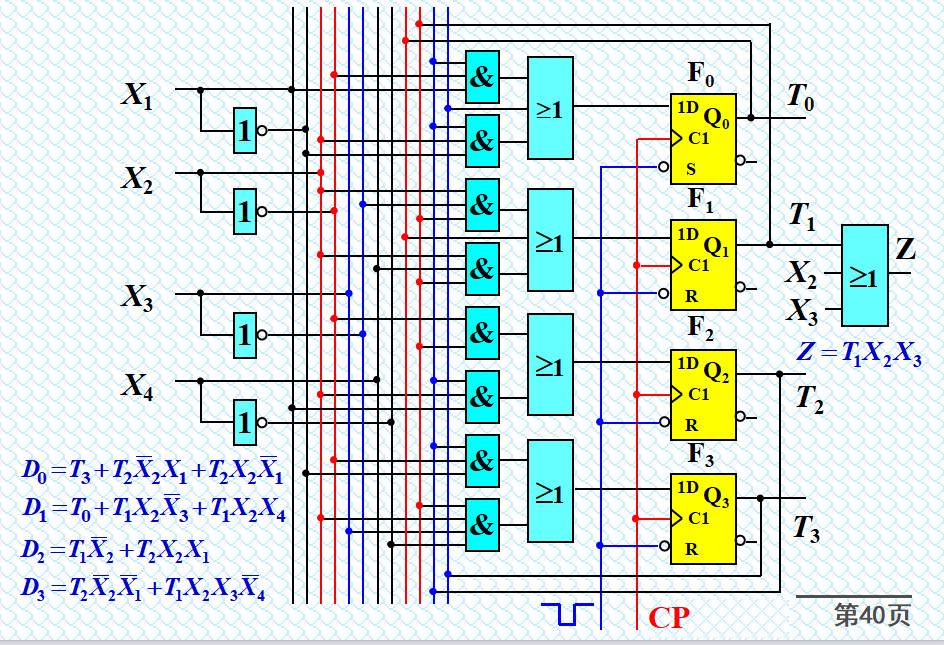 X₁
X₂
X₃
X₄
1
1
1
1
&
&
&
&
&
&
&
&
≥1
≥1
≥1
≥1
F₀
1D Q₀
C1
S
T₀
F₁
1D Q₁
C1
R
T₁
F₂
1D Q₂
C1
R
T₂
F₃
1D Q₃
C1
R
T₃
X₂
X₃
≥1
Z
Z=T₁X₂X₃
D₀=T₃+T₂X̅₂X₁+T₂X₂X̅₁
D₁=T₀+T₁X₂X̅₃+T₁X₂X₄
D₂=T₁X̅₂+T₂X₂X₁
D₃=T₂X̅₂X̅₁+T₁X₂X₃X̅₄
CP
第40页